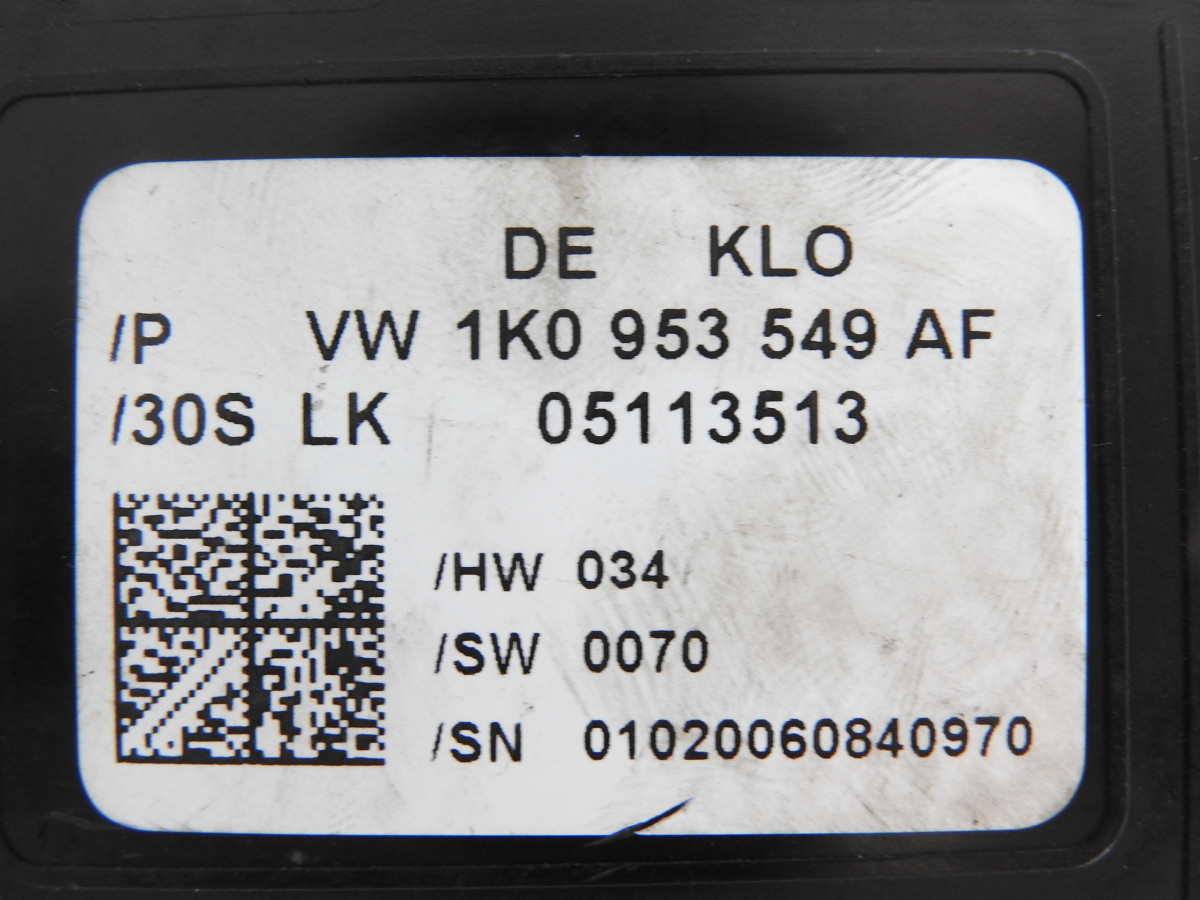 DE KLO
/P VW 1K0 953 549 AF
/30S LK 05113513
/HW 034
/SW 0070
/SN 01020060840970